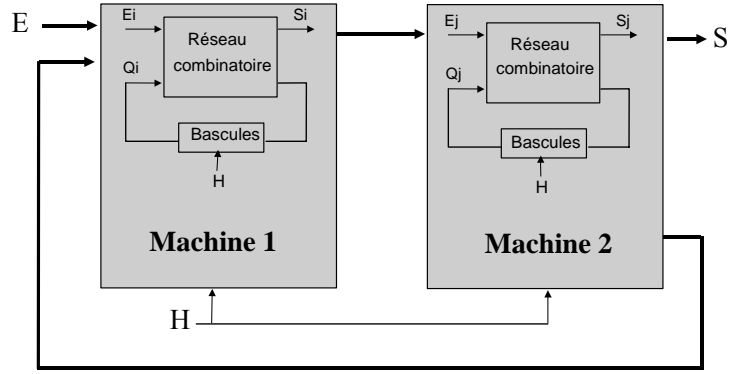 E
Ei
Si
Réseau
combinatoire
Qi
Bascules
H
Machine 1
Ej
Sj
Réseau
combinatoire
Qj
Bascules
H
Machine 2
S
H